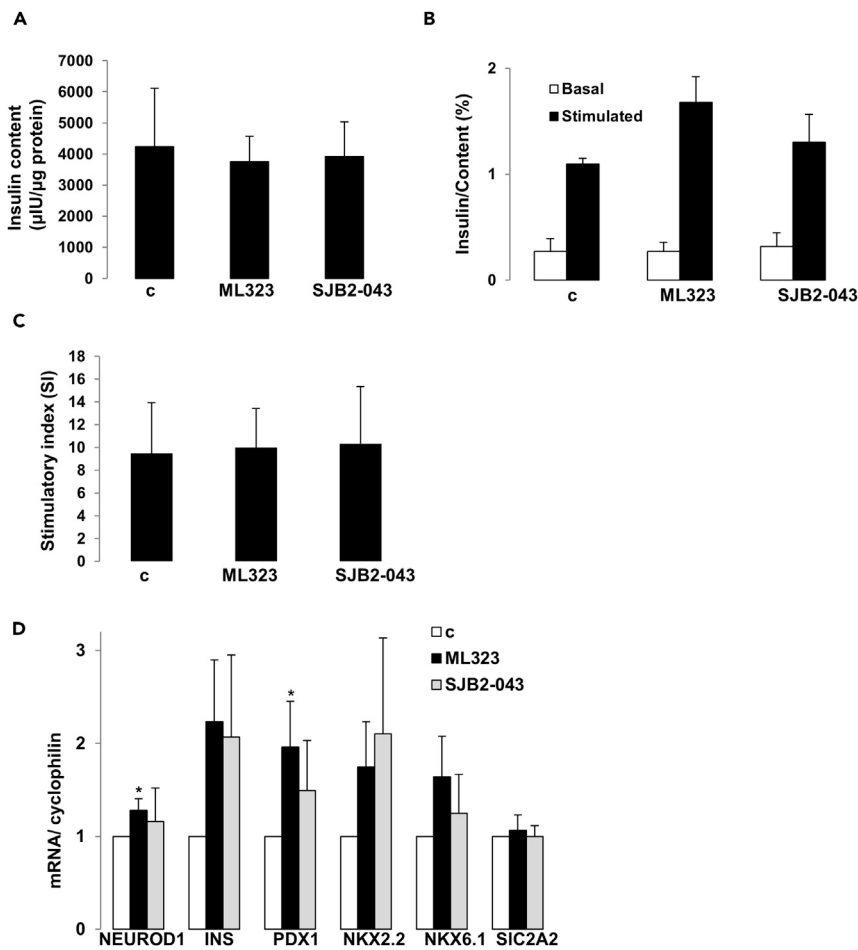 A
Insulin content
(μIU/μg protein)
7000
6000
5000
4000
3000
2000
1000
0
c
ML323
SJB2-043
B
Insulin/Content (%)
2
1
0
Basal
Stimulated
c
ML323
SJB2-043
C
Stimulatory index (SI)
18
16
14
12
10
8
6
4
2
0
c
ML323
SJB2-043
D
mRNA/ cyclophilin
3
2
1
0
c
ML323
SJB2-043
*
*
NEUROD1
INS
PDX1
NKX2.2
NKX6.1
SlC2A2